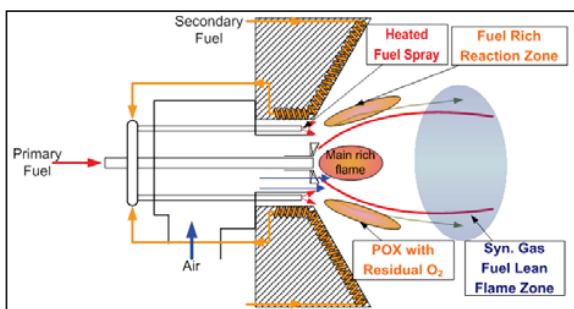 Secondary
Fuel
Heated
Fuel Spray
Fuel Rich
Reaction Zone
Primary
Fuel
Main rich
flame
Air
POX with
Residual O₂
Syn. Gas
Fuel Lean
Flame Zone